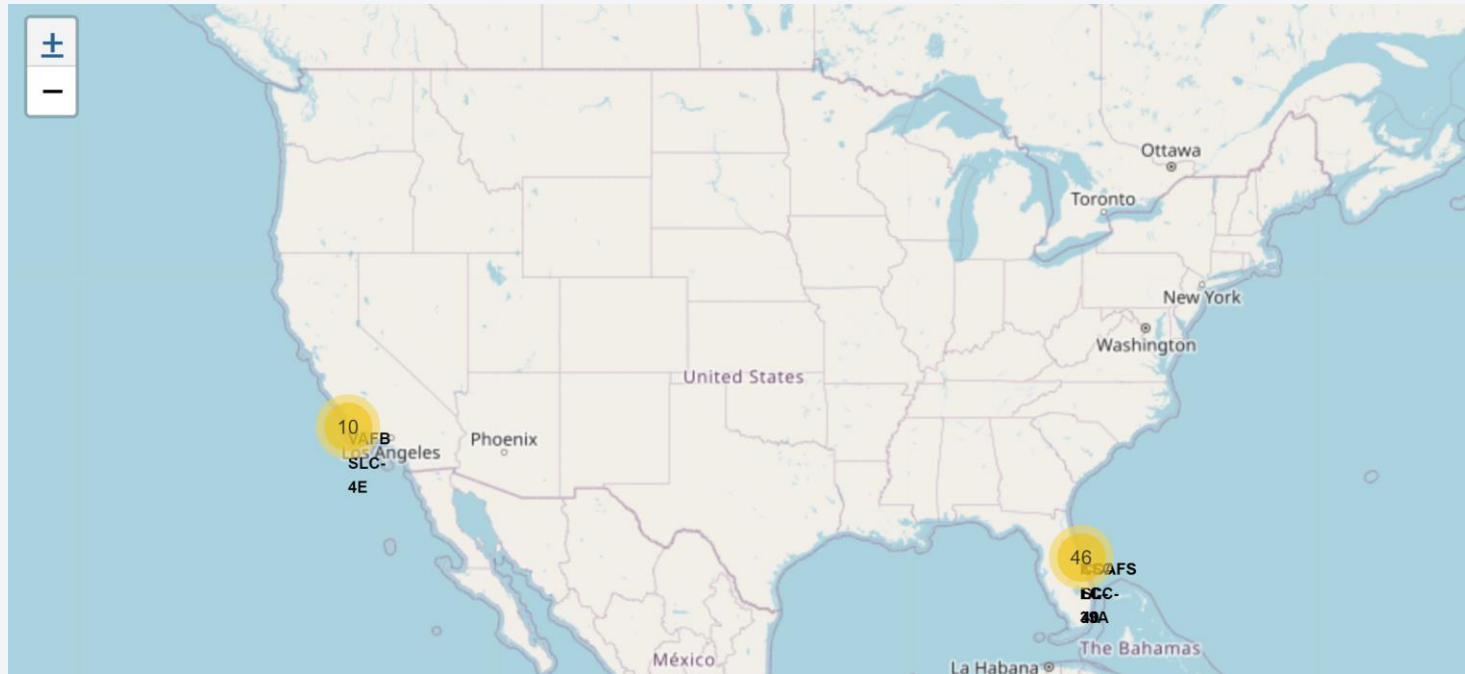 +
−
Ottawa
Toronto
New York
Washington
United States
10
VAFB
Los Angeles
SLC-
4E
Phoenix
46
The Bahamas
México
La Habana